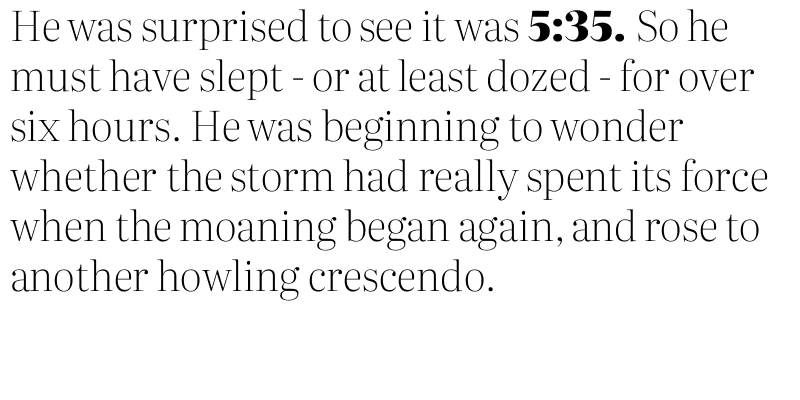 He was surprised to see it was 5:35. So he
must have slept - or at least dozed - for over
six hours. He was beginning to wonder
whether the storm had really spent its force
when the moaning began again, and rose to
another howling crescendo.